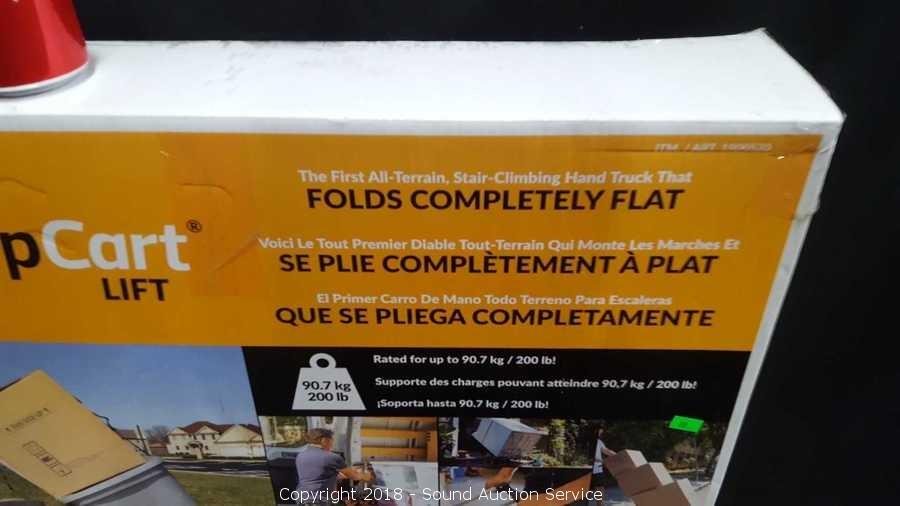 ITM. / ART. 1900520
The First All-Terrain, Stair-Climbing Hand Truck That
FOLDS COMPLETELY FLAT
pCart®
LIFT
Voici Le Tout Premier Diable Tout-Terrain Qui Monte Les Marches Et
SE PLIE COMPLÈTEMENT À PLAT
El Primer Carro De Mano Todo Terreno Para Escaleras
QUE SE PLIEGA COMPLETAMENTE
90.7 kg
200 lb
Rated for up to 90.7 kg / 200 lb!
Supporte des charges pouvant atteindre 90,7 kg / 200 lb!
¡Soporta hasta 90.7 kg / 200 lb!
Copyright 2018 - Sound Auction Service